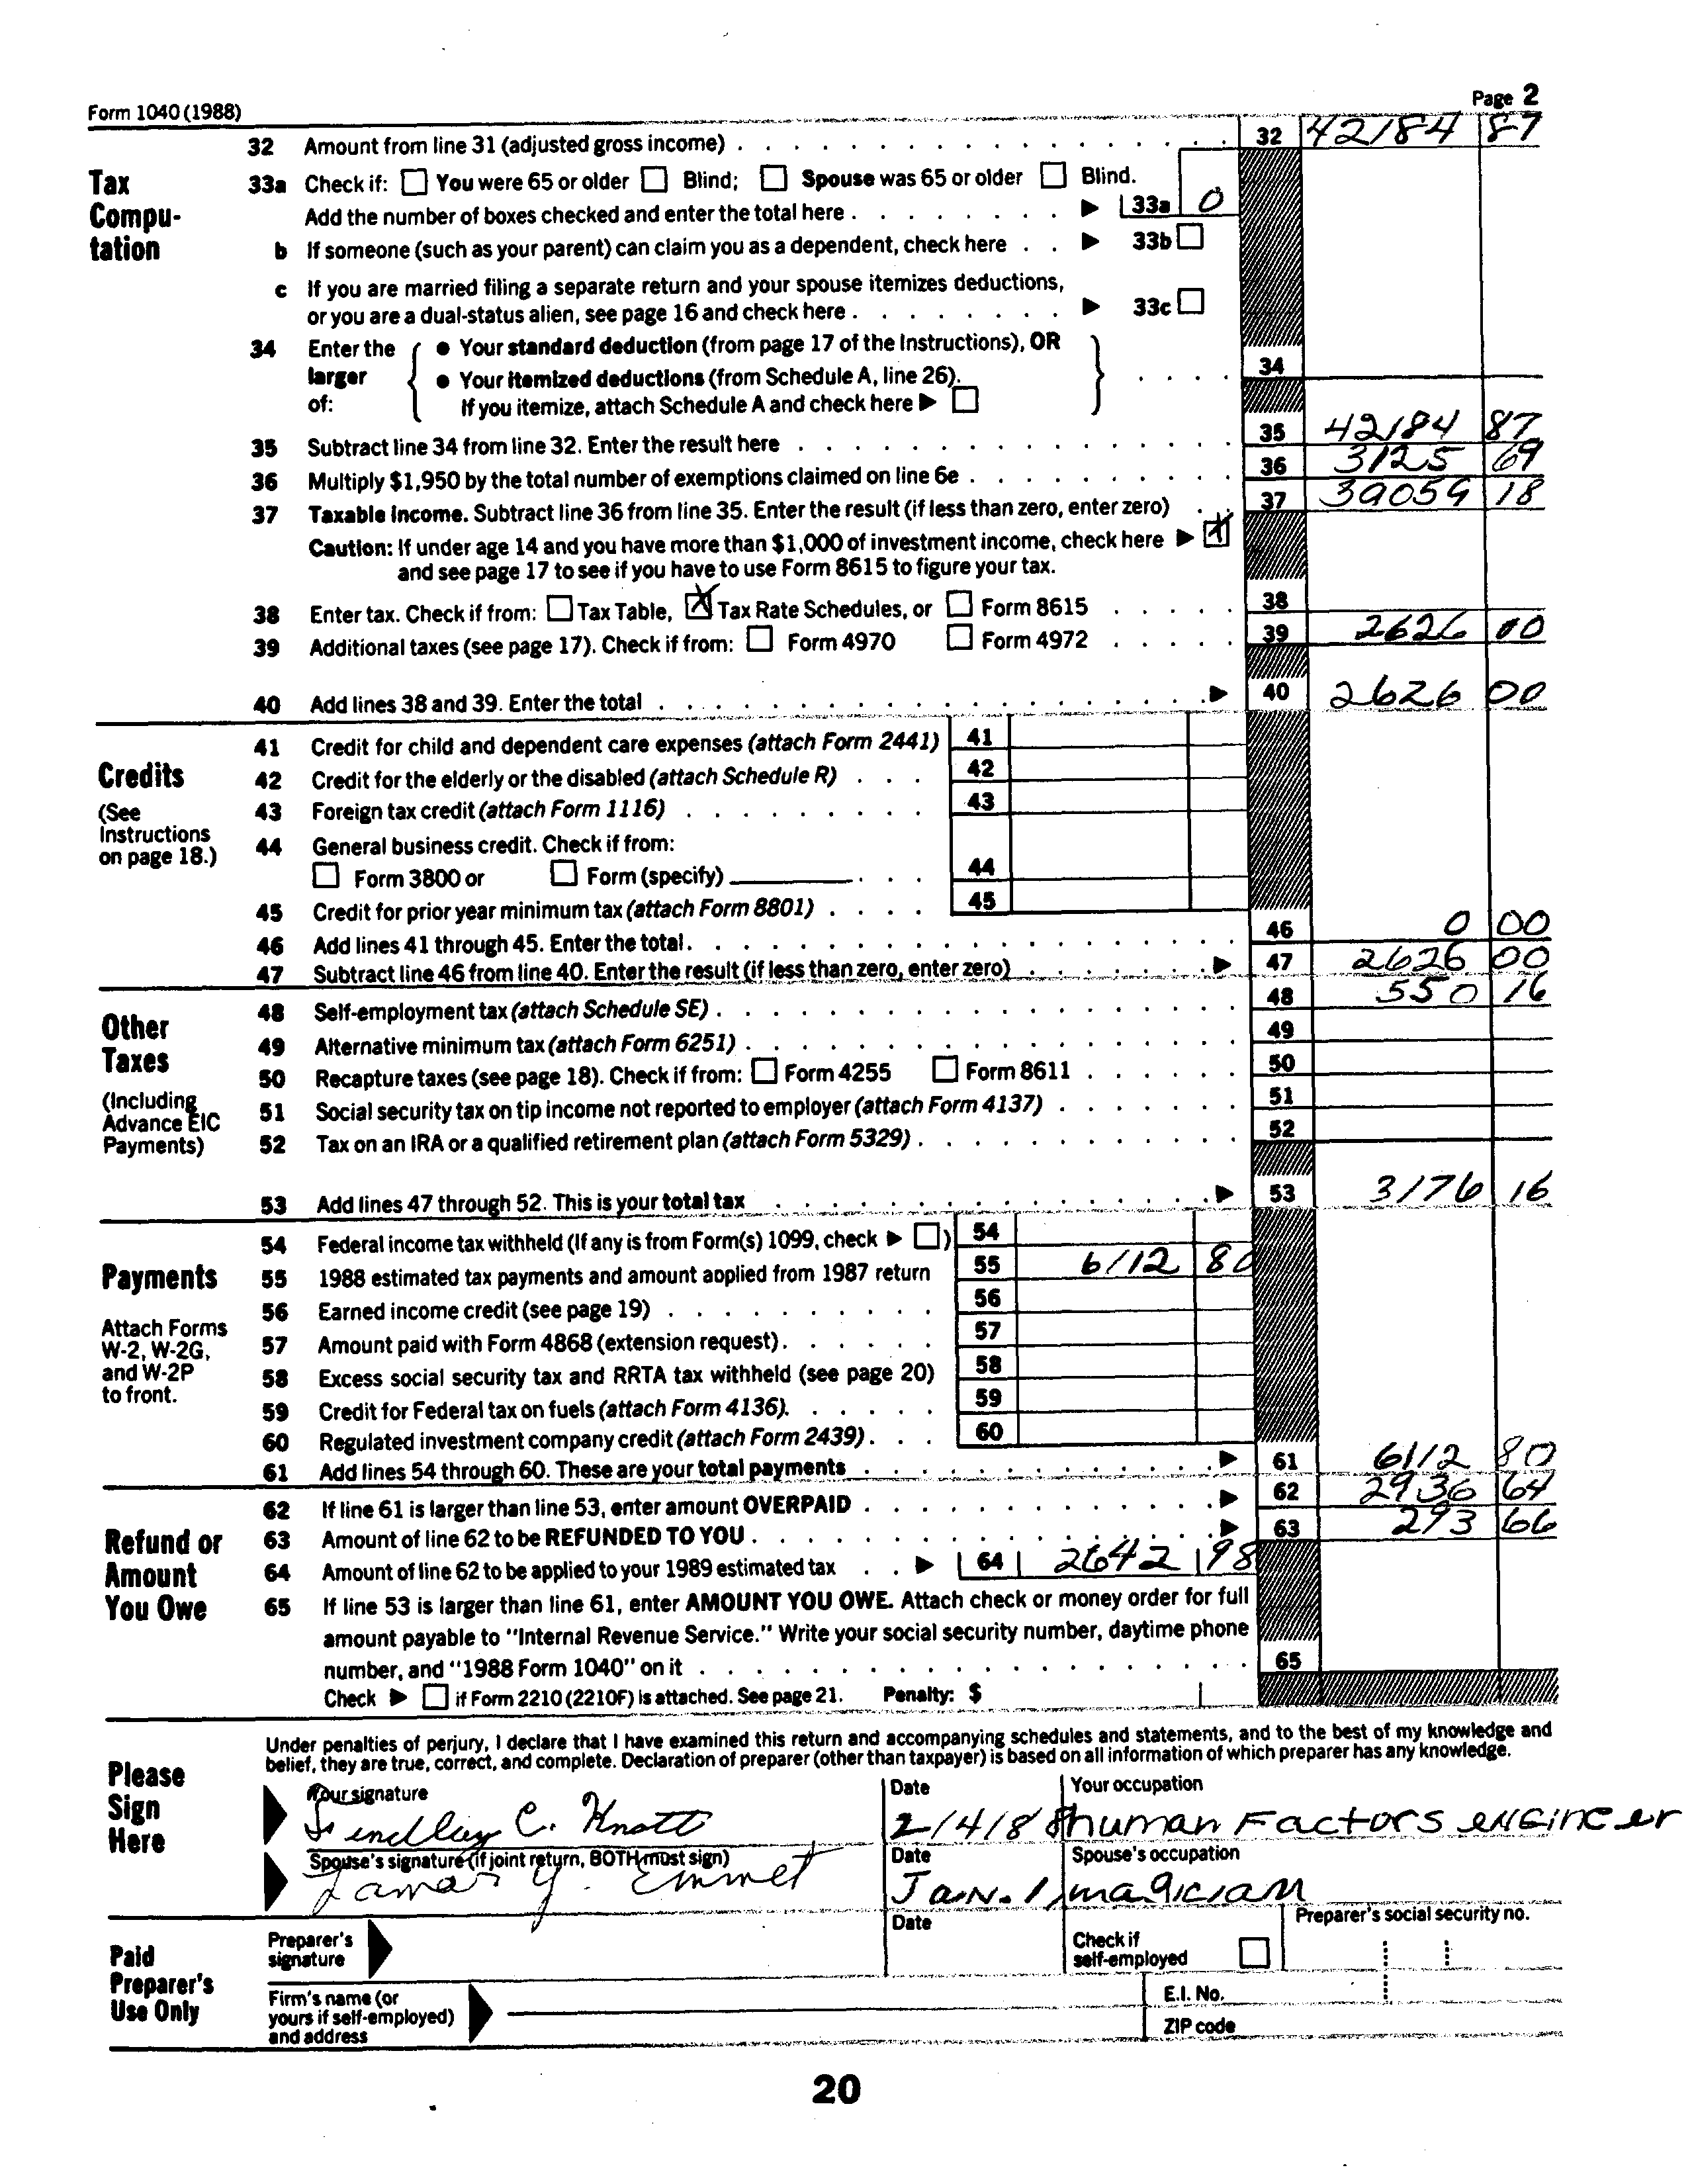 Form 1040 (1988) Page 2
32 Amount from line 31 (adjusted gross income) 32 42184 87
Tax Compu- tation
33a Check if: You were 65 or older Blind; Spouse was 65 or older Blind.
Add the number of boxes checked and enter the total here 33a 0
b If someone (such as your parent) can claim you as a dependent, check here 33b
c If you are married filing a separate return and your spouse itemizes deductions,
or you are a dual-status alien, see page 16 and check here 33c
34 Enter the larger of:
• Your standard deduction (from page 17 of the Instructions), OR
• Your itemized deductions (from Schedule A, line 26).
If you itemize, attach Schedule A and check here
34
35 Subtract line 34 from line 32. Enter the result here 35 42184 87
36 Multiply $1,950 by the total number of exemptions claimed on line 6e 36 3125 69
37 Taxable Income. Subtract line 36 from line 35. Enter the result (if less than zero, enter zero) 37 39059 18
Caution: If under age 14 and you have more than $1,000 of investment income, check here X
and see page 17 to see if you have to use Form 8615 to figure your tax.
38 Enter tax. Check if from: Tax Table, X Tax Rate Schedules, or Form 8615 38
39 Additional taxes (see page 17). Check if from: Form 4970 Form 4972 39 2626 00
40 Add lines 38 and 39. Enter the total 40 2626 00
Credits
(See Instructions on page 18.)
41 Credit for child and dependent care expenses (attach Form 2441) 41
42 Credit for the elderly or the disabled (attach Schedule R) 42
43 Foreign tax credit (attach Form 1116) 43
44 General business credit. Check if from:
Form 3800 or Form (specify) 44
45 Credit for prior year minimum tax (attach Form 8801) 45
46 Add lines 41 through 45. Enter the total. 46 0 00
47 Subtract line 46 from line 40. Enter the result (if less than zero, enter zero) 47 2626 00
Other Taxes
(Including Advance EIC Payments)
48 Self-employment tax (attach Schedule SE) 48 550 16
49 Alternative minimum tax (attach Form 6251) 49
50 Recapture taxes (see page 18). Check if from: Form 4255 Form 8611 50
51 Social security tax on tip income not reported to employer (attach Form 4137) 51
52 Tax on an IRA or a qualified retirement plan (attach Form 5329) 52
53 Add lines 47 through 52. This is your total tax 53 3176 16
Payments
Attach Forms W-2, W-2G, and W-2P to front.
54 Federal income tax withheld (If any is from Form(s) 1099, check ) 54
55 1988 estimated tax payments and amount applied from 1987 return 55 6112 80
56 Earned income credit (see page 19) 56
57 Amount paid with Form 4868 (extension request) 57
58 Excess social security tax and RRTA tax withheld (see page 20) 58
59 Credit for Federal tax on fuels (attach Form 4136). 59
60 Regulated investment company credit (attach Form 2439) 60
61 Add lines 54 through 60. These are your total payments 61 6112 80
Refund or Amount You Owe
62 If line 61 is larger than line 53, enter amount OVERPAID 62 2936 64
63 Amount of line 62 to be REFUNDED TO YOU 63 293 66
64 Amount of line 62 to be applied to your 1989 estimated tax 64 2642 98
65 If line 53 is larger than line 61, enter AMOUNT YOU OWE. Attach check or money order for full
amount payable to "Internal Revenue Service." Write your social security number, daytime phone
number, and "1988 Form 1040" on it 65
Check if Form 2210 (2210F) is attached. See page 21. Penalty: $
Please Sign Here
Under penalties of perjury, I declare that I have examined this return and accompanying schedules and statements, and to the best of my knowledge and
belief, they are true, correct, and complete. Declaration of preparer (other than taxpayer) is based on all information of which preparer has any knowledge.
Your signature Date Your occupation
C. Knott 2/4/8 human Factors engineer
Spouse's signature (if joint return, BOTH must sign) Date Spouse's occupation
Lamar Y. Emmet Jan. 1 magician
Paid Preparer's Use Only
Preparer's signature Date Check if self-employed Preparer's social security no.
Firm's name (or yours if self-employed) and address E.I. No.
ZIP code
20